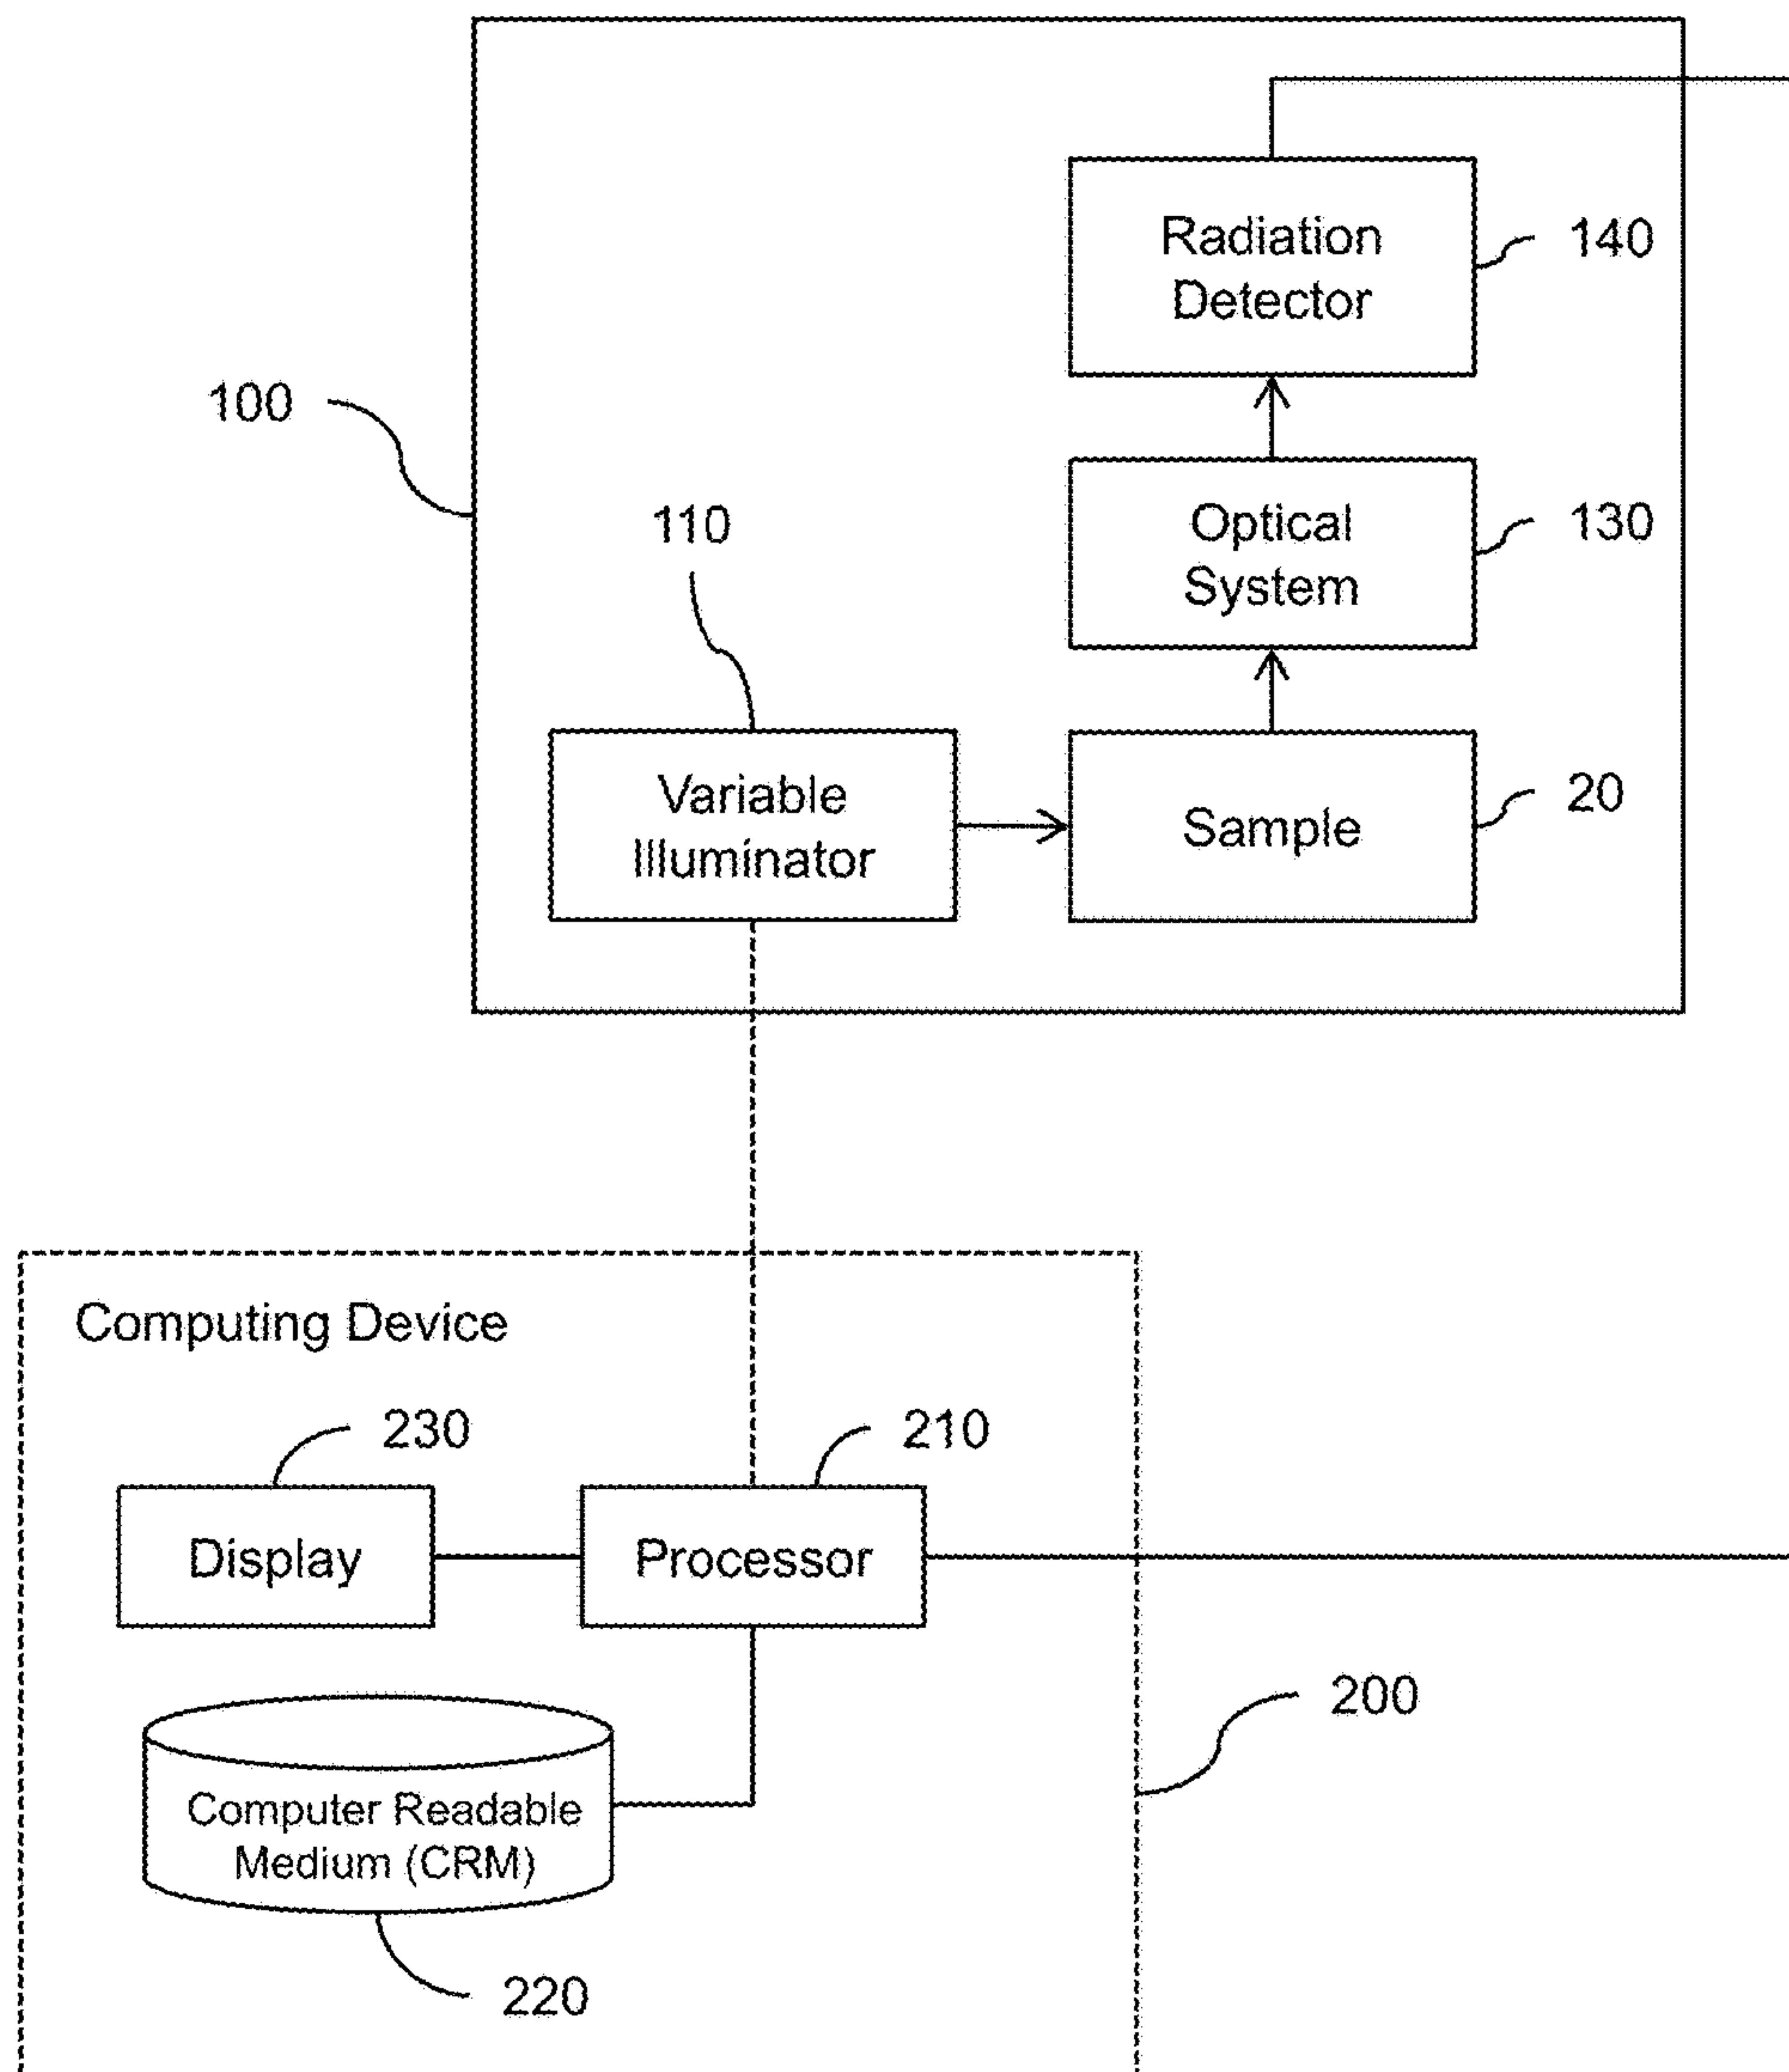 Radiation
Detector
140
100
Optical
System
130
110
Variable
Illuminator
Sample
20
Computing Device
230
210
Display
Processor
200
Computer Readable
Medium (CRM)
220